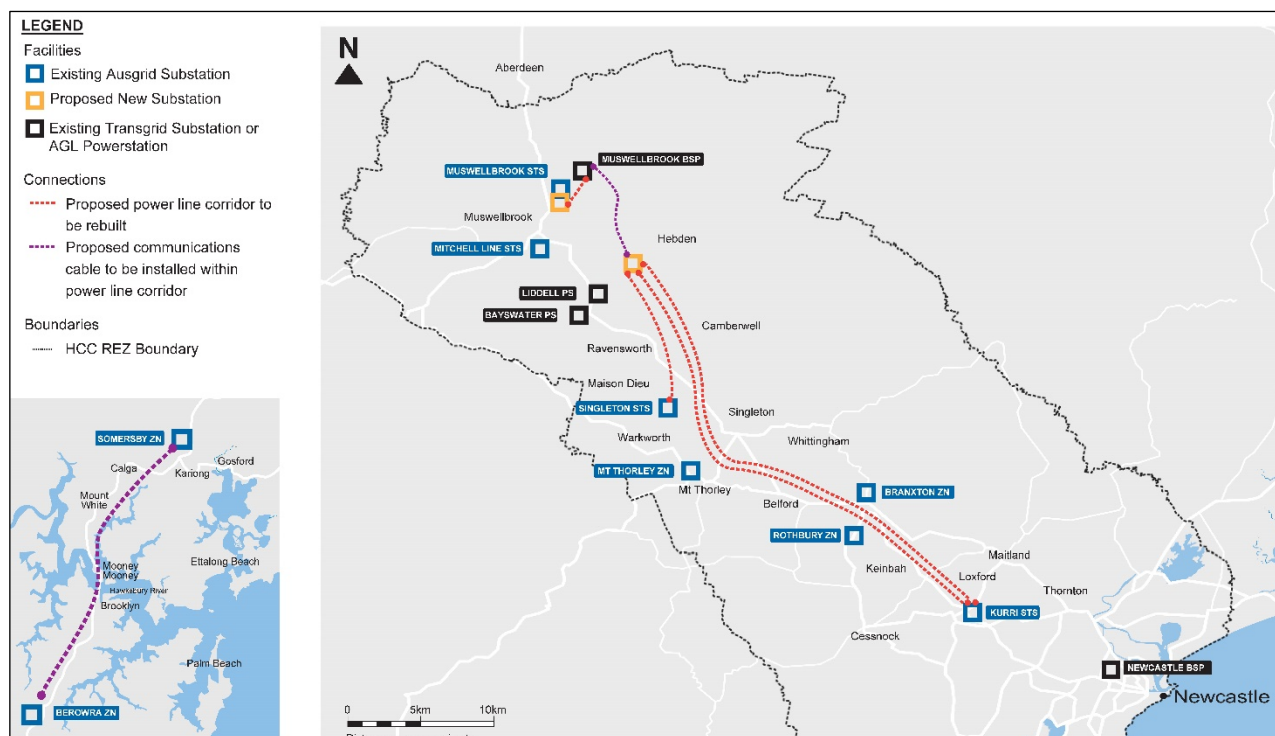 LEGEND
Facilities
Existing Ausgrid Substation
Proposed New Substation
Existing Transgrid Substation or
AGL Powerstation
Connections
Proposed power line corridor to
be rebuilt
Proposed communications
cable to be installed within
power line corridor
Boundaries
HCC REZ Boundary
N
Aberdeen
MUSWELLBROOK BSP
MUSWELLBROOK STS
Muswellbrook
Hebden
MITCHELL LINE STS
LIDDELL PS
BAYSWATER PS
Camberwell
Ravensworth
Maison Dieu
SINGLETON STS
Singleton
Warkworth
Whittingham
MT THORLEY ZN
Mt Thorley
BRANXTON ZN
Belford
ROTHBURY ZN
Maitland
Keinbah
Loxford
Thornton
KURRI STS
Cessnock
NEWCASTLE BSP
Newcastle
0 5km 10km
SOMERSBY ZN
Calga
Gosford
Kariong
Mount
White
Mooney
Mooney
Ettalong Beach
Hawkesbury River
Brooklyn
Palm Beach
BEROWRA ZN